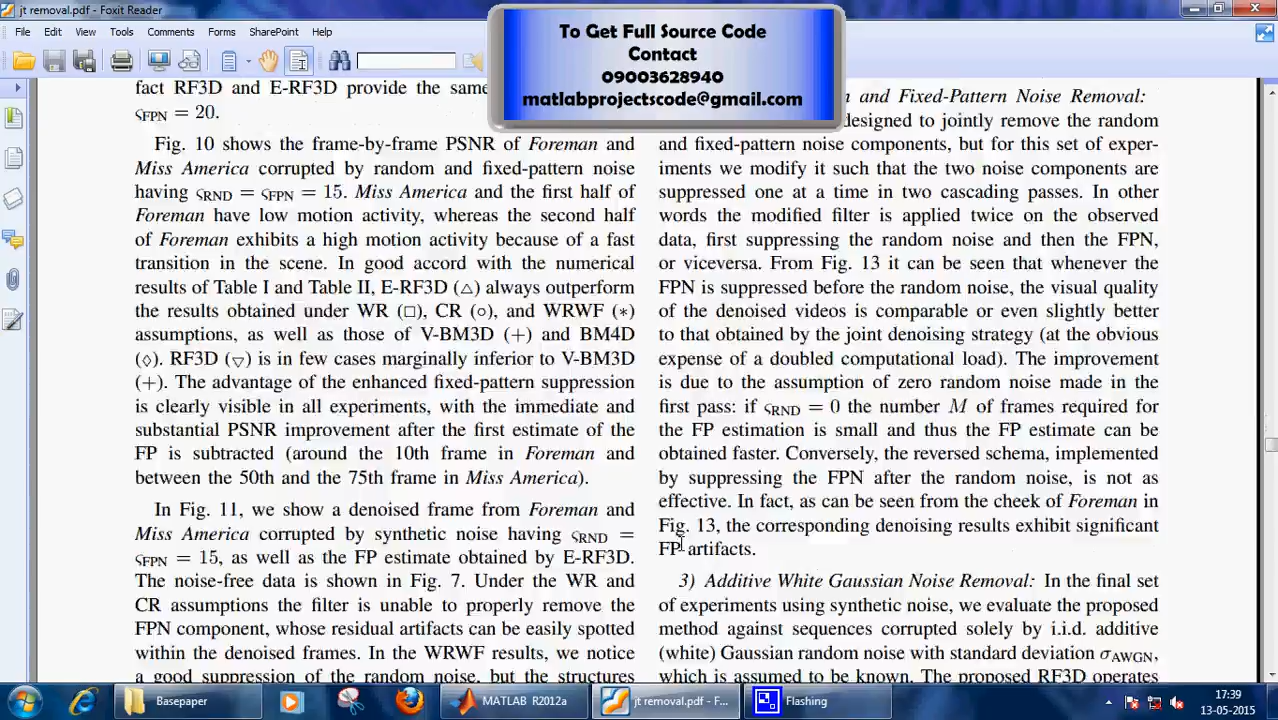 jt removal.pdf - Foxit Reader
File Edit View Tools Comments Forms SharePoint Help
To Get Full Source Code
Contact
09003628940
matlabprojectscode@gmail.com
fact RF3D and E-RF3D provide the same
ςFPN = 20.
Fig. 10 shows the frame-by-frame PSNR of Foreman and
Miss America corrupted by random and fixed-pattern noise
having ςRND = ςFPN = 15. Miss America and the first half of
Foreman have low motion activity, whereas the second half
of Foreman exhibits a high motion activity because of a fast
transition in the scene. In good accord with the numerical
results of Table I and Table II, E-RF3D (△) always outperform
the results obtained under WR (□), CR (○), and WRWF (∗)
assumptions, as well as those of V-BM3D (+) and BM4D
(◊). RF3D (▽) is in few cases marginally inferior to V-BM3D
(+). The advantage of the enhanced fixed-pattern suppression
is clearly visible in all experiments, with the immediate and
substantial PSNR improvement after the first estimate of the
FP is subtracted (around the 10th frame in Foreman and
between the 50th and the 75th frame in Miss America).
In Fig. 11, we show a denoised frame from Foreman and
Miss America corrupted by synthetic noise having ςRND =
ςFPN = 15, as well as the FP estimate obtained by E-RF3D.
The noise-free data is shown in Fig. 7. Under the WR and
CR assumptions the filter is unable to properly remove the
FPN component, whose residual artifacts can be easily spotted
within the denoised frames. In the WRWF results, we notice
a good suppression of the random noise, but the structures
and Fixed-Pattern Noise Removal:
designed to jointly remove the random
and fixed-pattern noise components, but for this set of exper-
iments we modify it such that the two noise components are
suppressed one at a time in two cascading passes. In other
words the modified filter is applied twice on the observed
data, first suppressing the random noise and then the FPN,
or viceversa. From Fig. 13 it can be seen that whenever the
FPN is suppressed before the random noise, the visual quality
of the denoised videos is comparable or even slightly better
to that obtained by the joint denoising strategy (at the obvious
expense of a doubled computational load). The improvement
is due to the assumption of zero random noise made in the
first pass: if ςRND = 0 the number M of frames required for
the FP estimation is small and thus the FP estimate can be
obtained faster. Conversely, the reversed schema, implemented
by suppressing the FPN after the random noise, is not as
effective. In fact, as can be seen from the cheek of Foreman in
Fig. 13, the corresponding denoising results exhibit significant
FP artifacts.
3) Additive White Gaussian Noise Removal: In the final set
of experiments using synthetic noise, we evaluate the proposed
method against sequences corrupted solely by i.i.d. additive
(white) Gaussian random noise with standard deviation σAWGN,
which is assumed to be known. The proposed RF3D operates
Basepaper
MATLAB R2012a
jt removal.pdf - F...
Flashing
17:39
13-05-2015